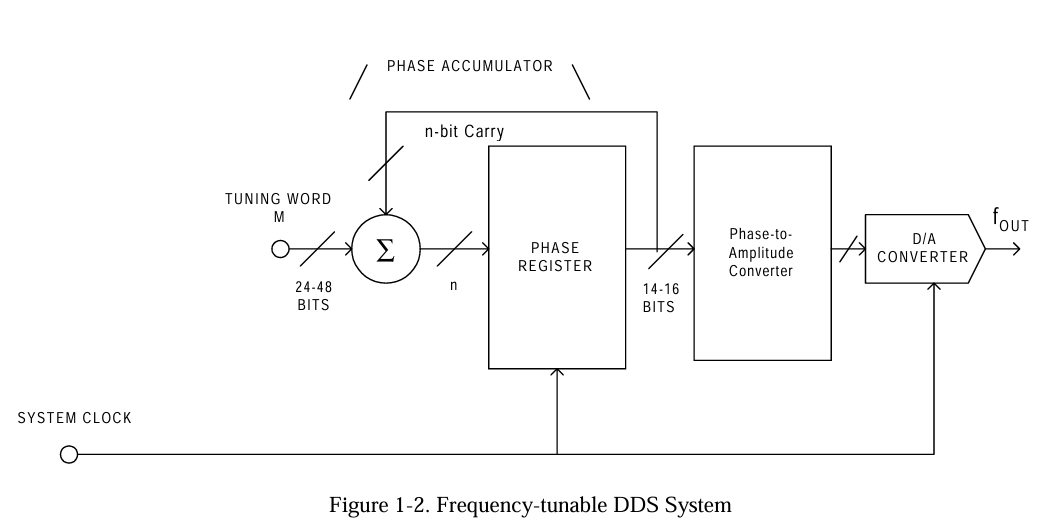 PHASE ACCUMULATOR
n-bit Carry
TUNING WORD
M
Σ
24-48
BITS
n
PHASE
REGISTER
14-16
BITS
Phase-to-
Amplitude
Converter
D/A
CONVERTER
fOUT
SYSTEM CLOCK
Figure 1-2. Frequency-tunable DDS System